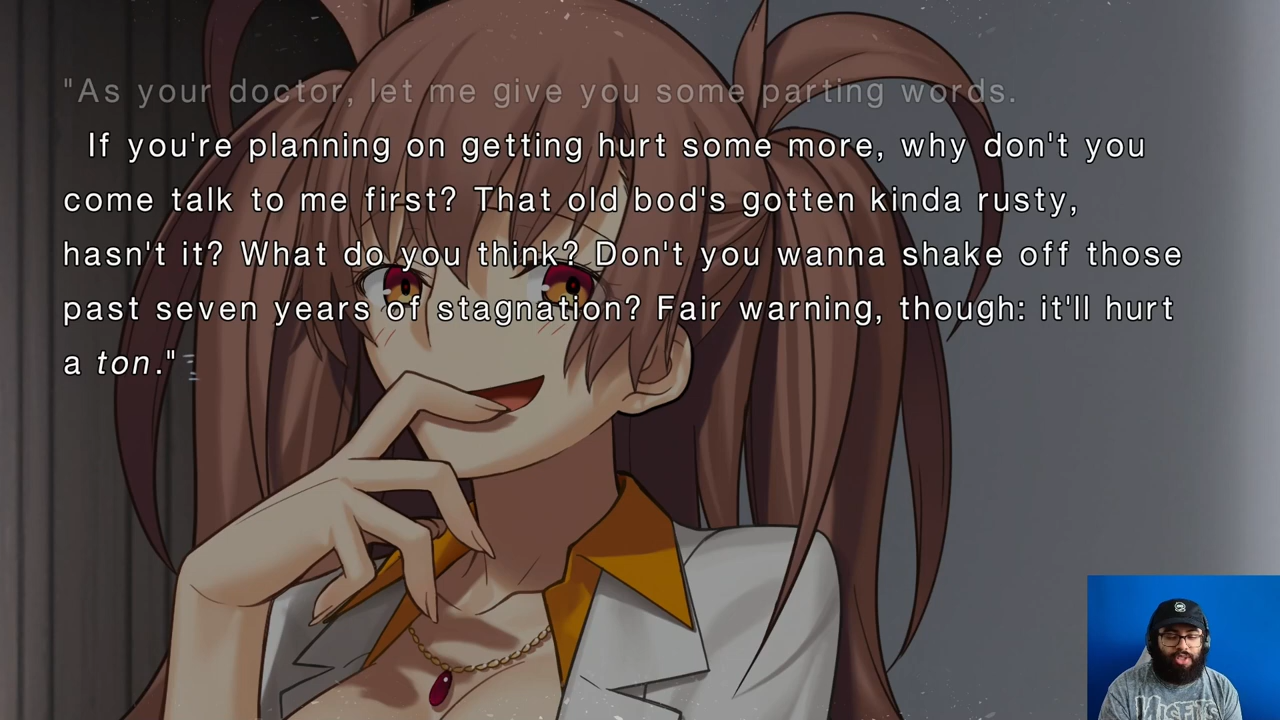 "As your doctor, let me give you some parting words.
If you're planning on getting hurt some more, why don't you
come talk to me first? That old bod's gotten kinda rusty,
hasn't it? What do you think? Don't you wanna shake off those
past seven years of stagnation? Fair warning, though: it'll hurt
a ton."
MISFITS